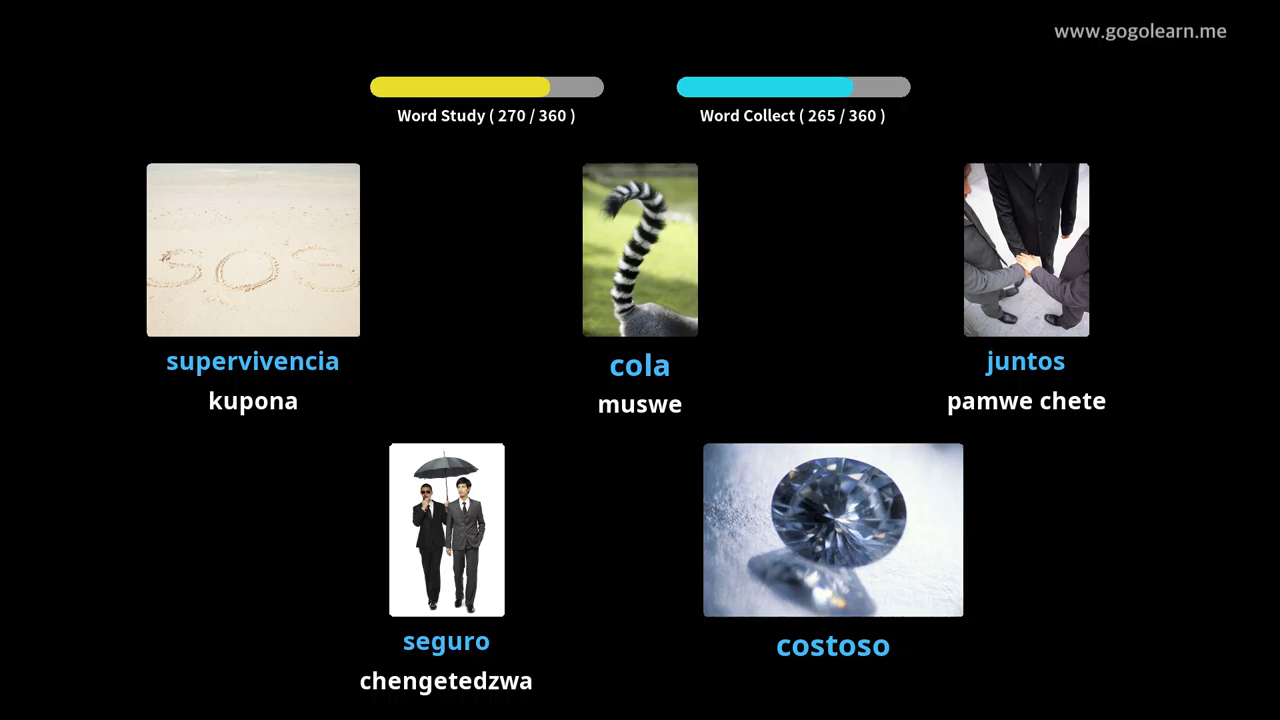 www.gogolearn.me
Word Study ( 270 / 360 )
Word Collect ( 265 / 360 )
SOS
supervivencia
kupona
cola
muswe
juntos
pamwe chete
seguro
chengetedzwa
costoso